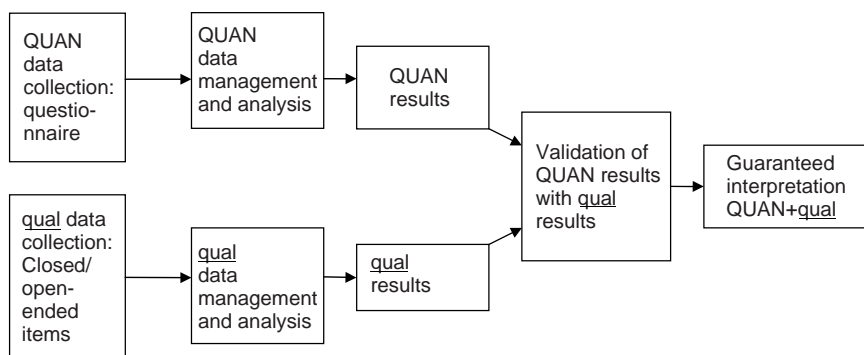 QUAN
data
collection:
questio-
nnaire
QUAN
data
management
and analysis
QUAN
results
qual data
collection:
Closed/
open-
ended
items
qual
data
management
and analysis
qual
results
Validation of
QUAN results
with qual
results
Guaranteed
interpretation
QUAN+qual